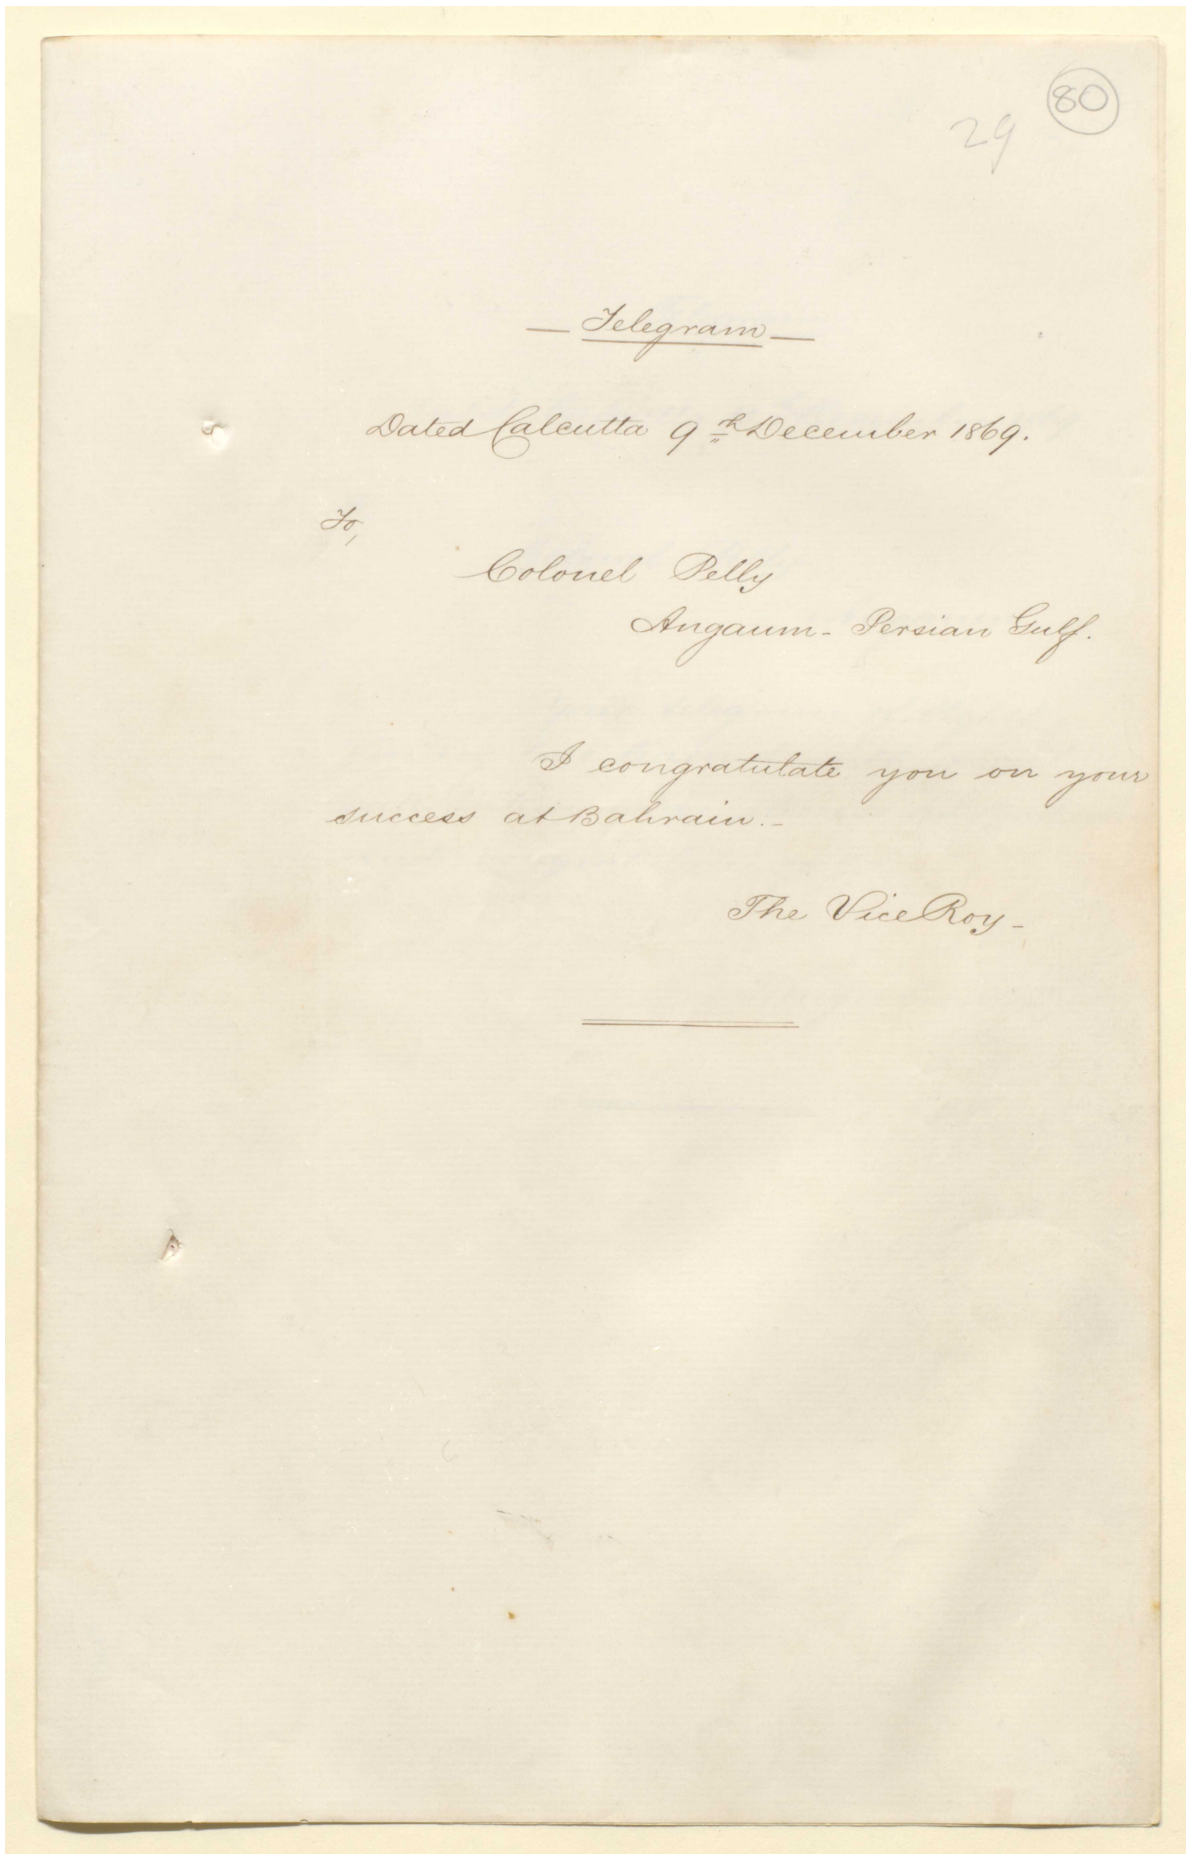 80
29
— Telegram —
Dated Calcutta 9th December 1869.
To,
Colonel Pelly
Angaum - Persian Gulf.
I congratulate you on your
success at Bahrain. -
The Vice Roy -